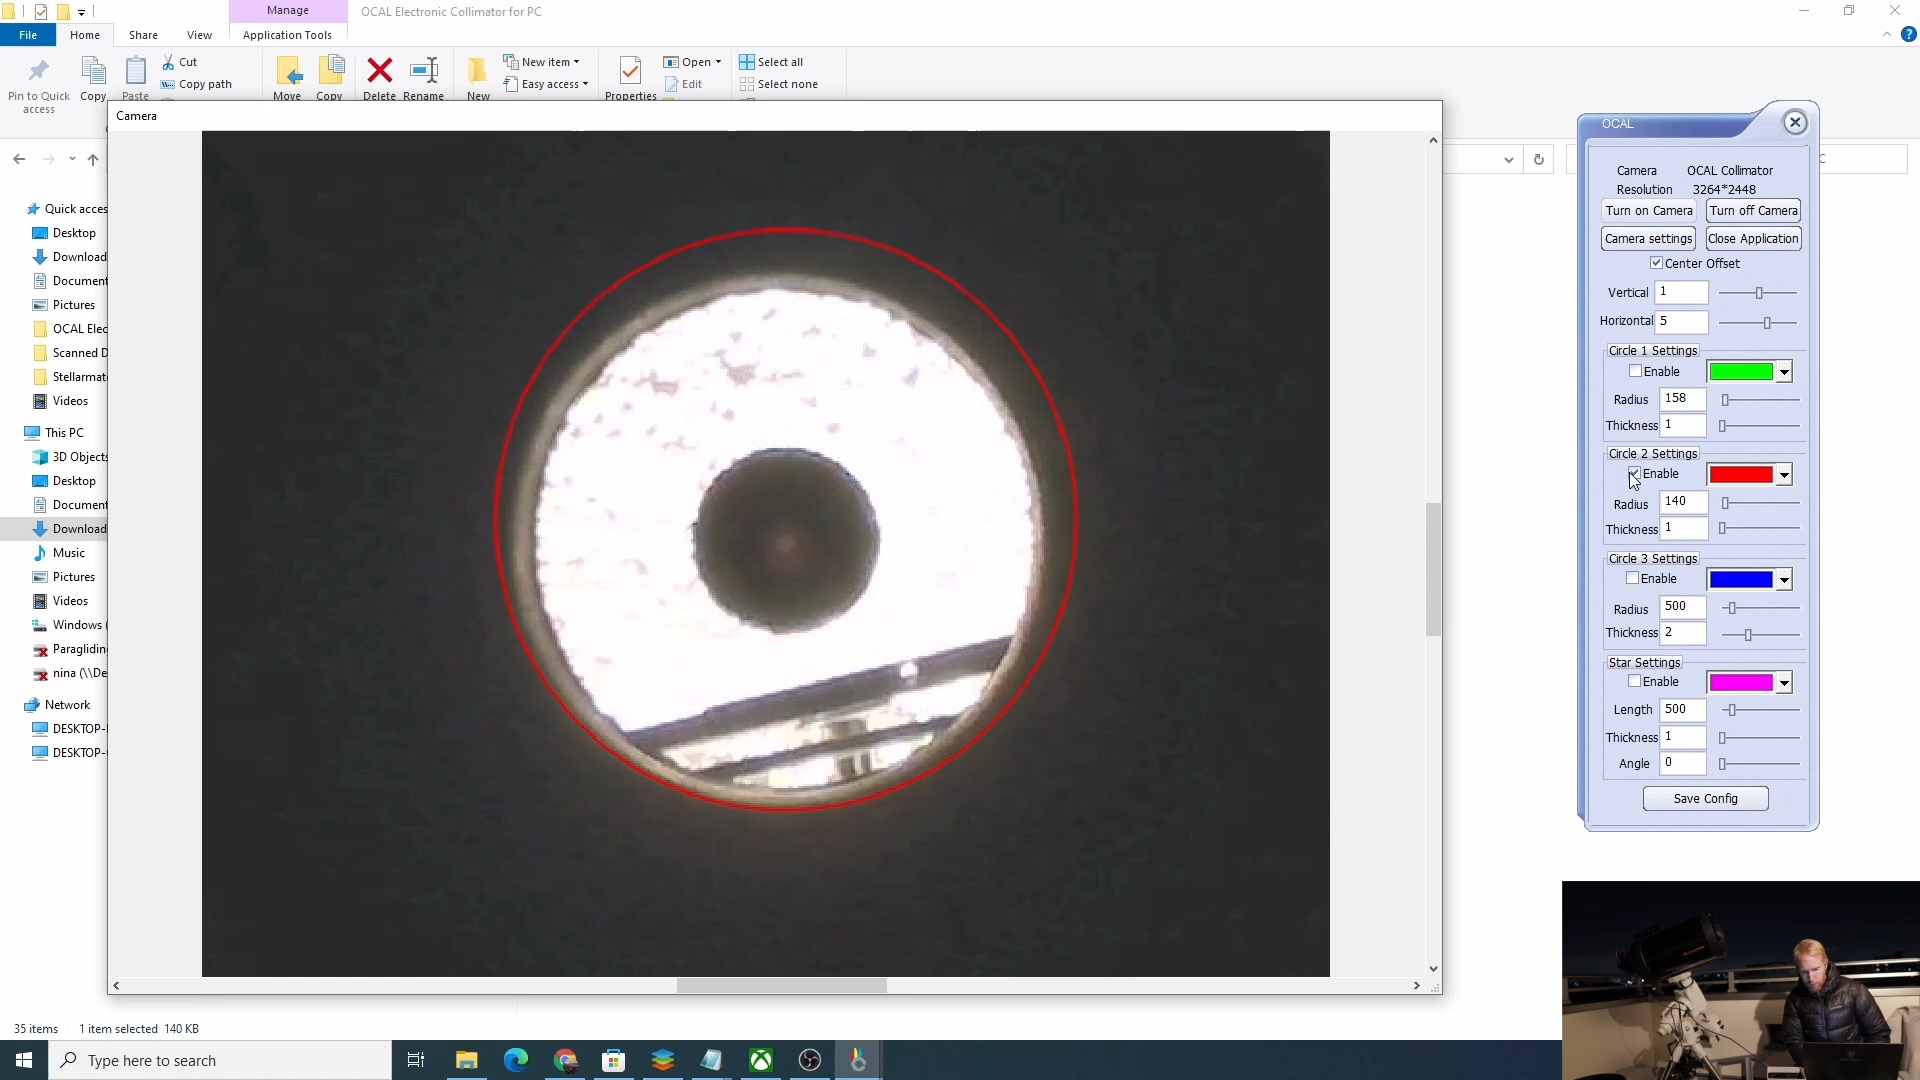 Manage
OCAL Electronic Collimator for PC
File
Home
Share
View
Application Tools
Pin to Quick
access
Copy
Paste
Cut
Copy path
Move
Copy
Delete
Rename
New
New item
Easy access
Properties
Open
Edit
Select all
Select none
Camera
Quick acces
Desktop
Download
Document
Pictures
OCAL Elec
Scanned D
Stellarmat
Videos
This PC
3D Objects
Desktop
Document
Download
Music
Pictures
Videos
Windows (
Paragliding
nina (\\De
Network
DESKTOP-
DESKTOP-
35 items
1 item selected 140 KB
OCAL
Camera OCAL Collimator
Resolution 3264*2448
Turn on Camera
Turn off Camera
Camera settings
Close Application
Center Offset
Vertical 1
Horizontal 5
Circle 1 Settings
Enable
Radius 158
Thickness 1
Circle 2 Settings
Enable
Radius 140
Thickness 1
Circle 3 Settings
Enable
Radius 500
Thickness 2
Star Settings
Enable
Length 500
Thickness 1
Angle 0
Save Config
C
Type here to search